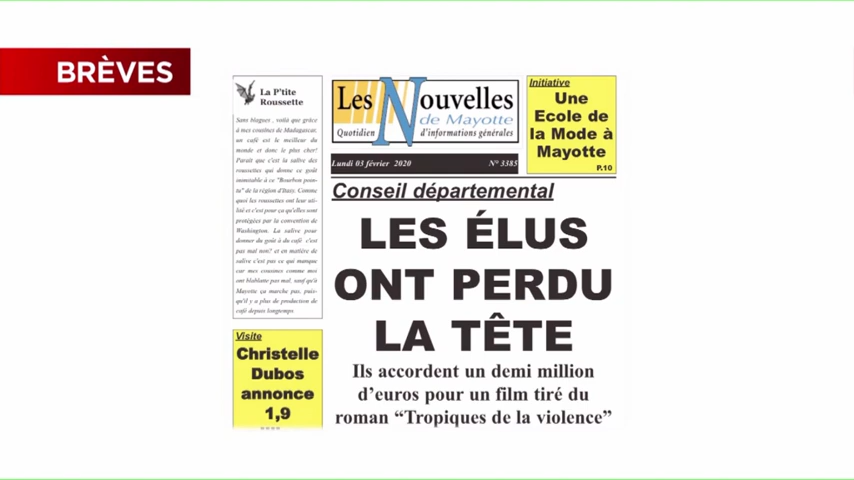 BRÈVES
La P'tite
Roussette
Sans blagues , voilà que grâce
à mes cousines de Madagascar,
un café est le meilleur du
monde et donc le plus cher!
Parait que c'est la salive des
roussettes qui donne ce goût
inimitable à ce "Bourbon poin-
tu" de la région d'Itasy. Comme
quoi les roussettes ont leur uti-
lité et c'est pour ça qu'elles sont
protégées par la convention de
Washington. La salive pour
donner du goût à du café c'est
pas mal non? et en matière de
salive c'est pas ce qui manque
car mes cousines comme moi
ont blablatte pas mal, sauf qu'à
Mayotte ça marche pas, puis-
qu'il y a plus de production de
café depuis longtemps
Visite
Christelle
Dubos
annonce
1,9
Les Nouvelles
de Mayotte
Quotidien d'informations générales
Lundi 03 février 2020 N° 3385
Initiative
Une
Ecole de
la Mode à
Mayotte
P.10
Conseil départemental
LES ÉLUS
ONT PERDU
LA TÊTE
Ils accordent un demi million
d'euros pour un film tiré du
roman “Tropiques de la violence”